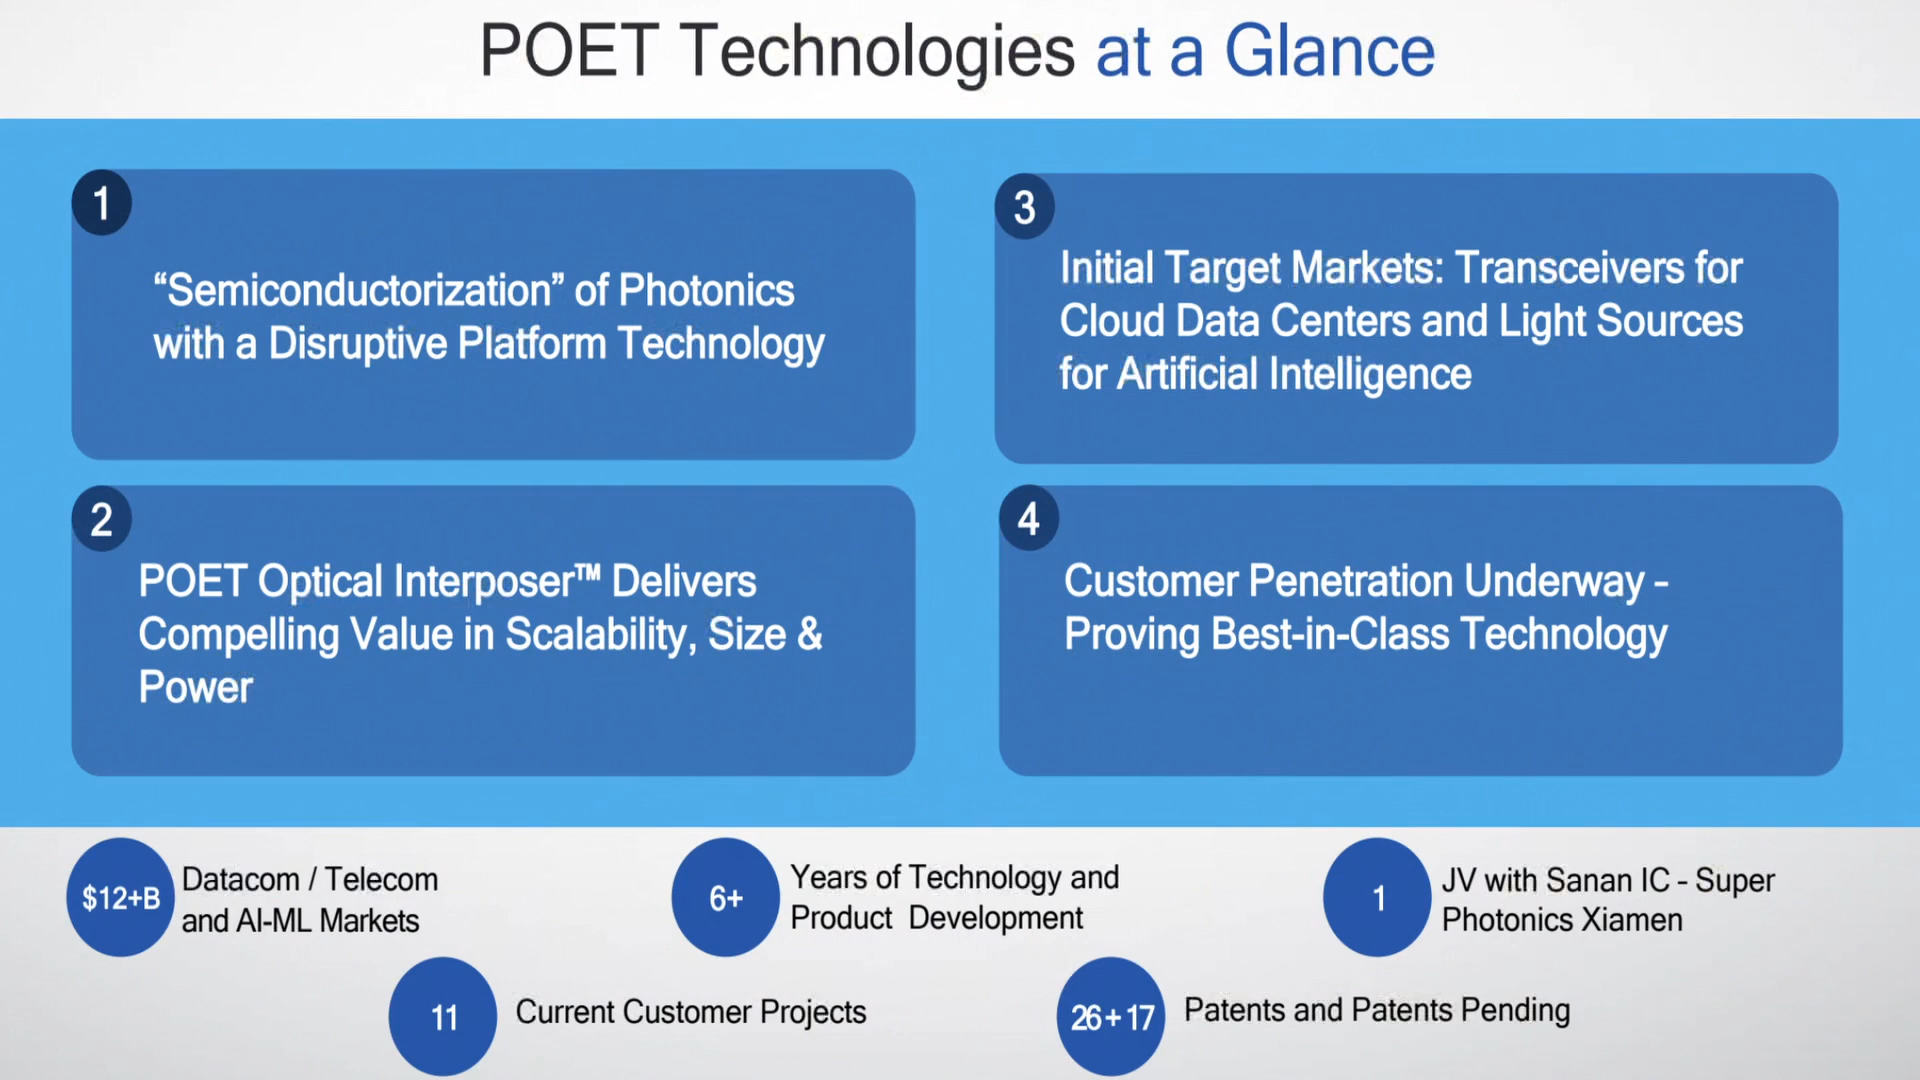 POET Technologies at a Glance
1
“Semiconductorization” of Photonics
with a Disruptive Platform Technology
2
POET Optical Interposer™ Delivers
Compelling Value in Scalability, Size &
Power
3
Initial Target Markets: Transceivers for
Cloud Data Centers and Light Sources
for Artificial Intelligence
4
Customer Penetration Underway -
Proving Best-in-Class Technology
$12+B
Datacom / Telecom
and AI-ML Markets
6+
Years of Technology and
Product Development
1
JV with Sanan IC - Super
Photonics Xiamen
11
Current Customer Projects
26+17
Patents and Patents Pending